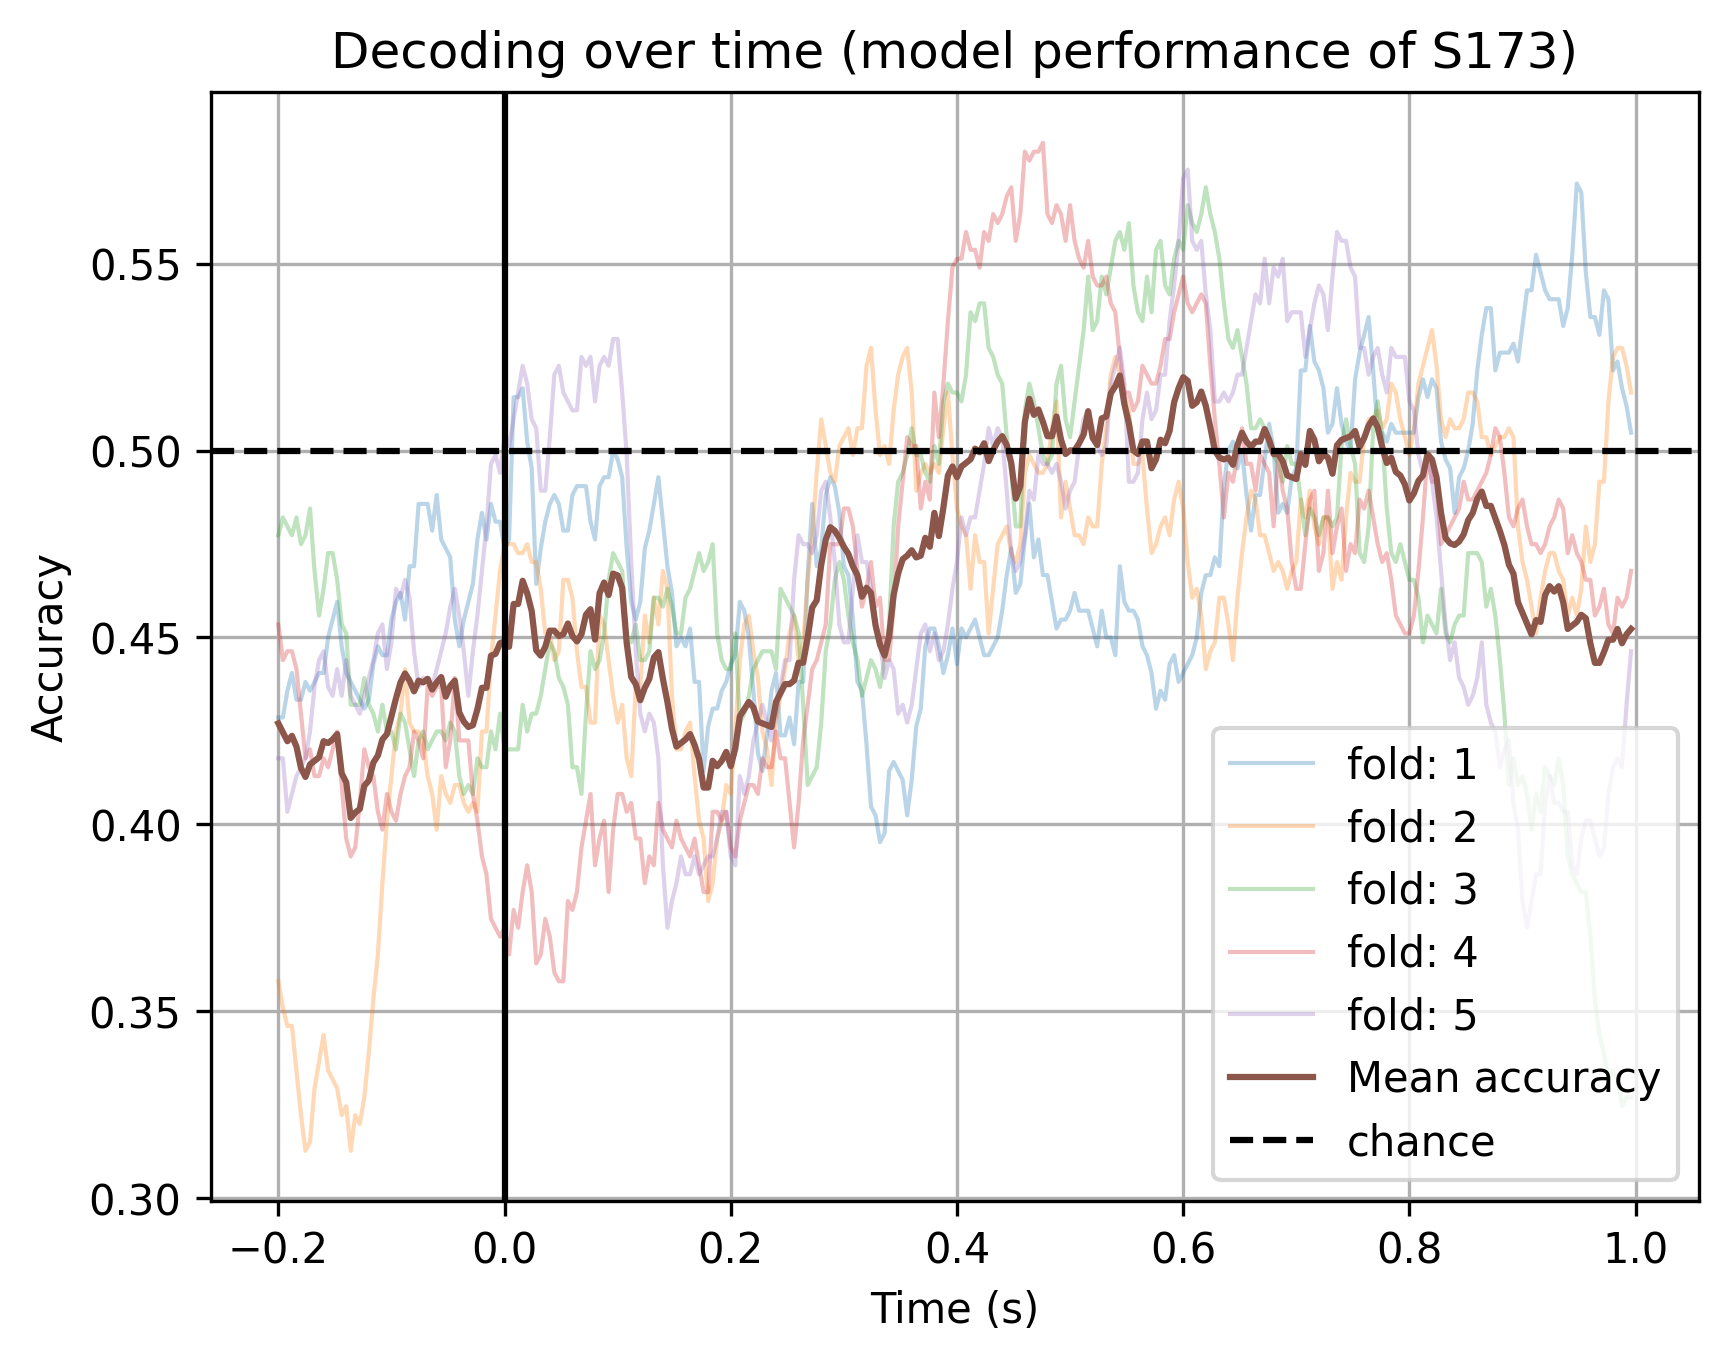 Decoding over time (model performance of S173)
Accuracy
0.55
0.50
0.45
0.40
0.35
0.30
−0.2
0.0
0.2
0.4
0.6
0.8
1.0
Time (s)
fold: 1
fold: 2
fold: 3
fold: 4
fold: 5
Mean accuracy
chance